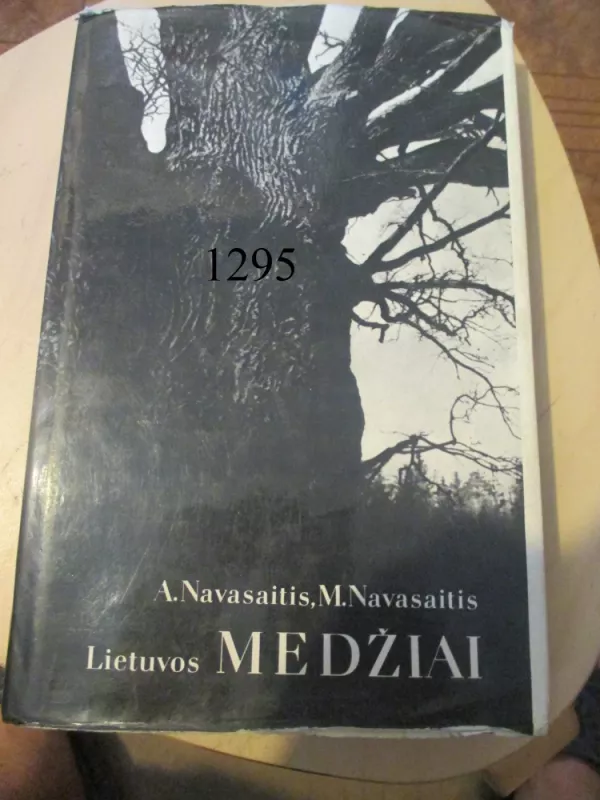 1295
A.Navasaitis, M.Navasaitis
Lietuvos MEDŽIAI